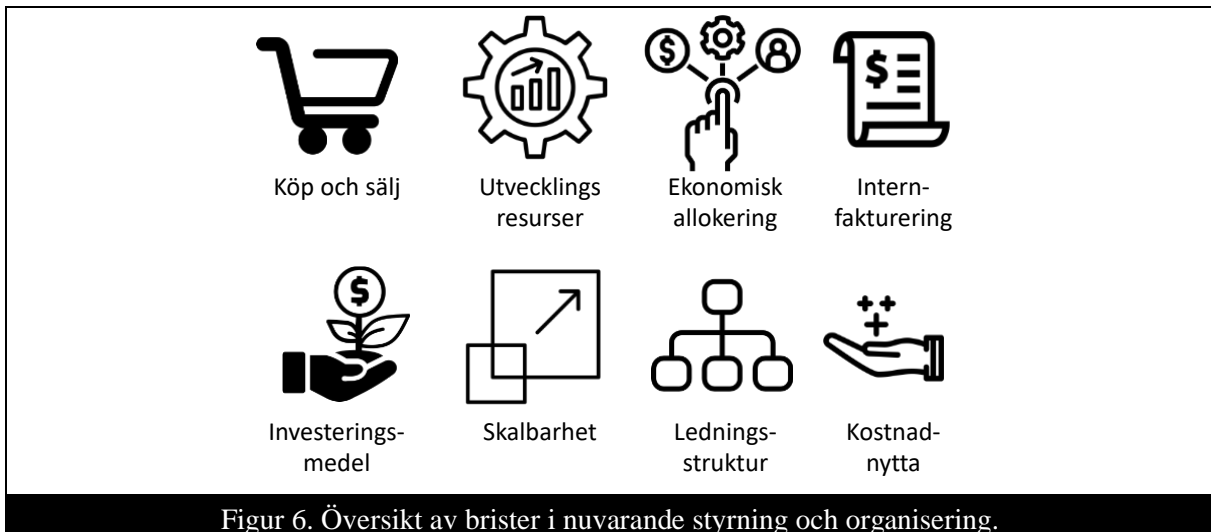 Köp och sälj
Utvecklings
resurser
Ekonomisk
allokering
Intern-
fakturering
Investerings-
medel
Skalbarhet
Lednings-
struktur
Kostnad-
nytta
Figur 6. Översikt av brister i nuvarande styrning och organisering.